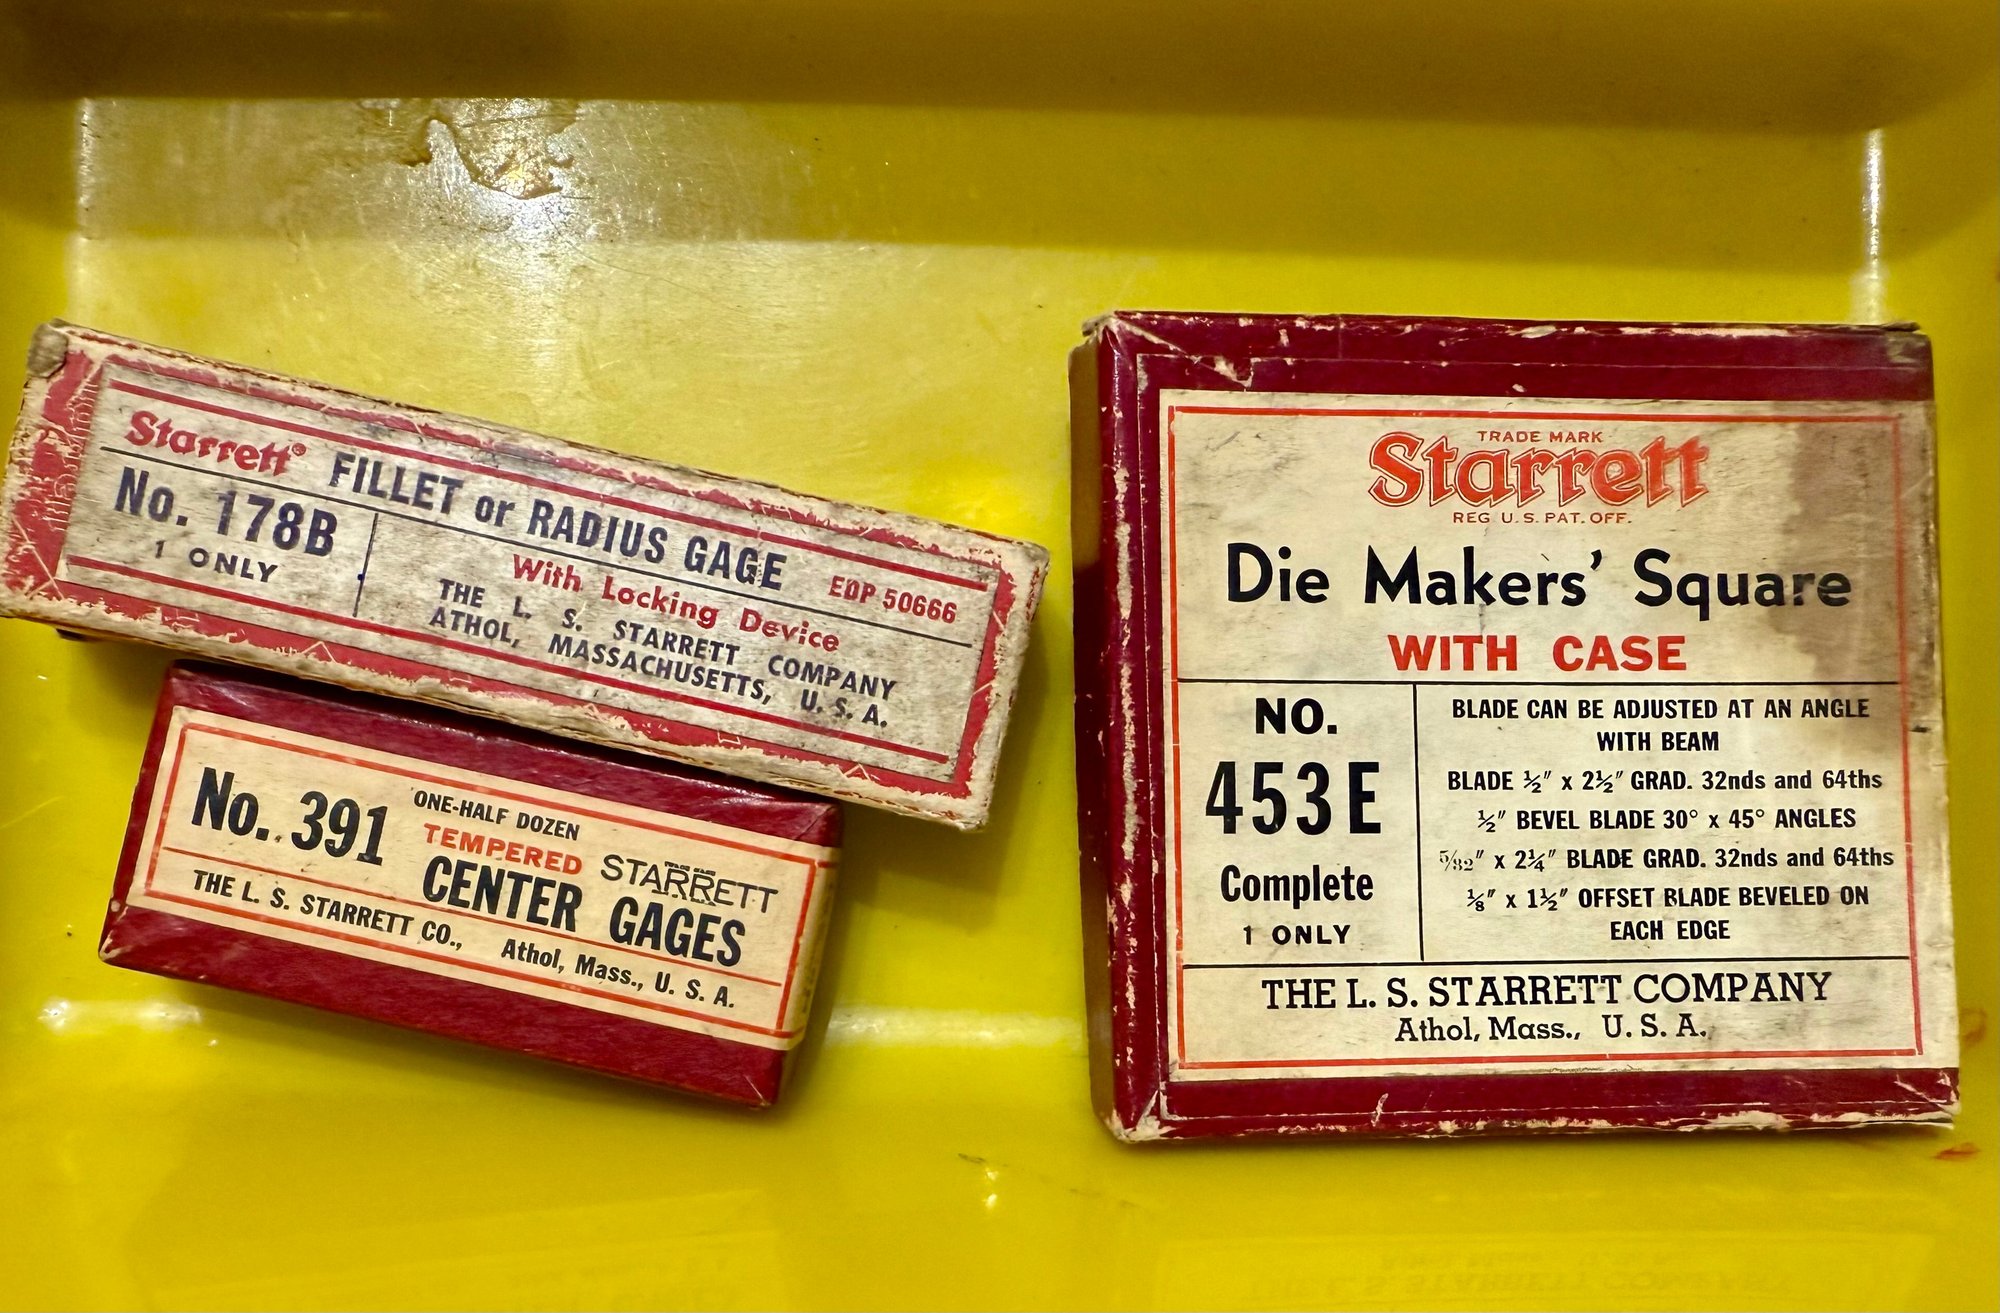 Starrett® FILLET or RADIUS GAGE EDP 50666
No. 178B
1 ONLY
With Locking Device
THE L. S. STARRETT COMPANY
ATHOL, MASSACHUSETTS, U. S. A.
No. 391
ONE-HALF DOZEN
TEMPERED
CENTER GAGES
STARRETT
THE L. S. STARRETT CO., Athol, Mass., U. S. A.
TRADE MARK
Starrett
REG U.S. PAT. OFF.
Die Makers' Square
WITH CASE
NO.
453E
Complete
1 ONLY
BLADE CAN BE ADJUSTED AT AN ANGLE
WITH BEAM
BLADE ½" x 2½" GRAD. 32nds and 64ths
½" BEVEL BLADE 30° x 45° ANGLES
5/32" x 2¼" BLADE GRAD. 32nds and 64ths
⅛" x 1½" OFFSET BLADE BEVELED ON
EACH EDGE
THE L. S. STARRETT COMPANY
Athol, Mass., U. S. A.